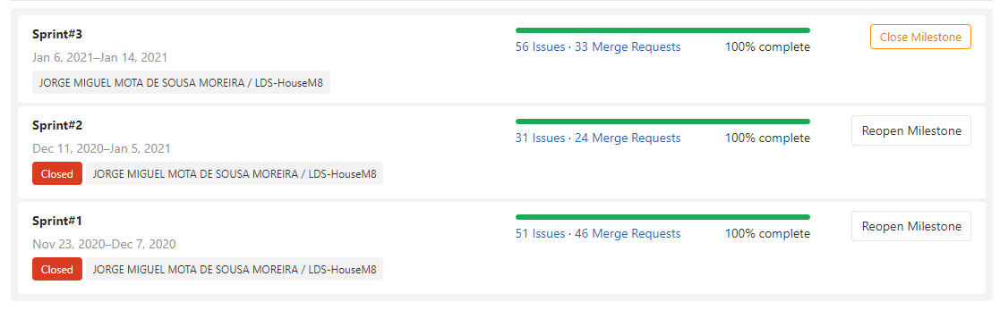 Sprint#3
56 Issues · 33 Merge Requests 100% complete
Close Milestone
Jan 6, 2021–Jan 14, 2021
JORGE MIGUEL MOTA DE SOUSA MOREIRA / LDS-HouseM8
Sprint#2
31 Issues · 24 Merge Requests 100% complete
Reopen Milestone
Dec 11, 2020–Jan 5, 2021
Closed JORGE MIGUEL MOTA DE SOUSA MOREIRA / LDS-HouseM8
Sprint#1
51 Issues · 46 Merge Requests 100% complete
Reopen Milestone
Nov 23, 2020–Dec 7, 2020
Closed JORGE MIGUEL MOTA DE SOUSA MOREIRA / LDS-HouseM8